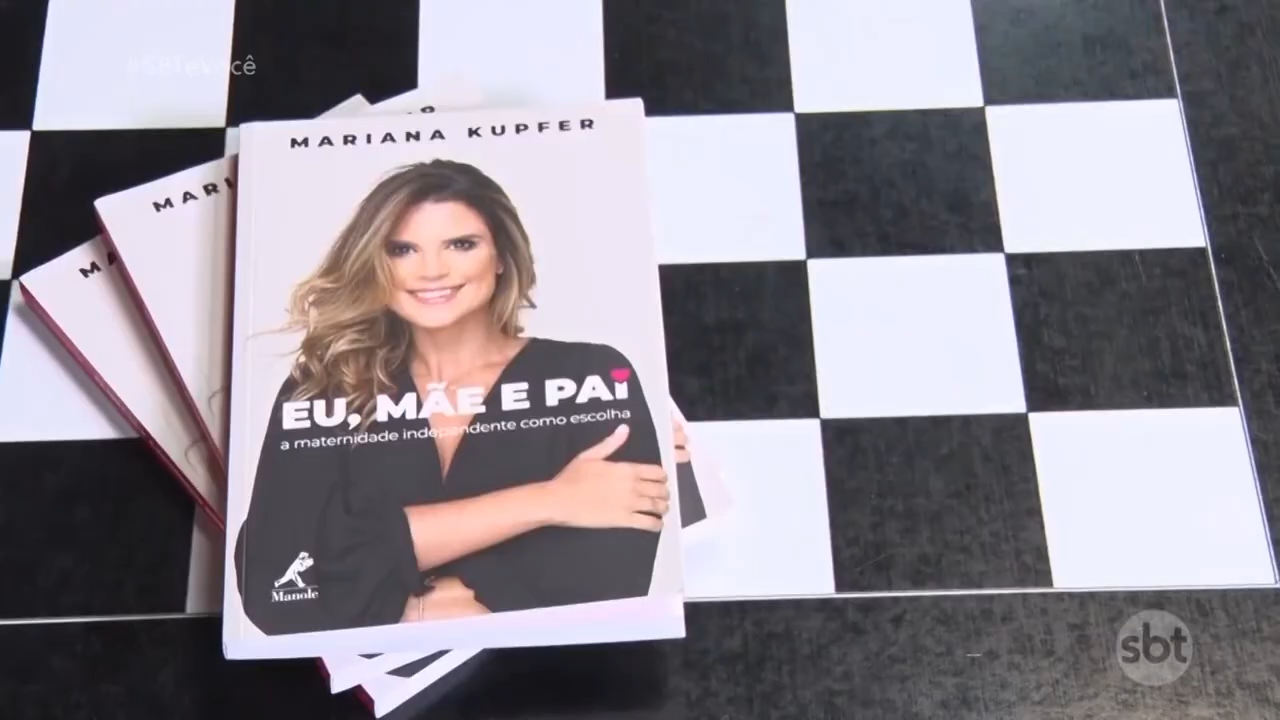 #SBTeVocê
MARIANA KUPFER
MARI
MA
EU, MÃE E PAi
a maternidade independente como escolha
Manole
sbt